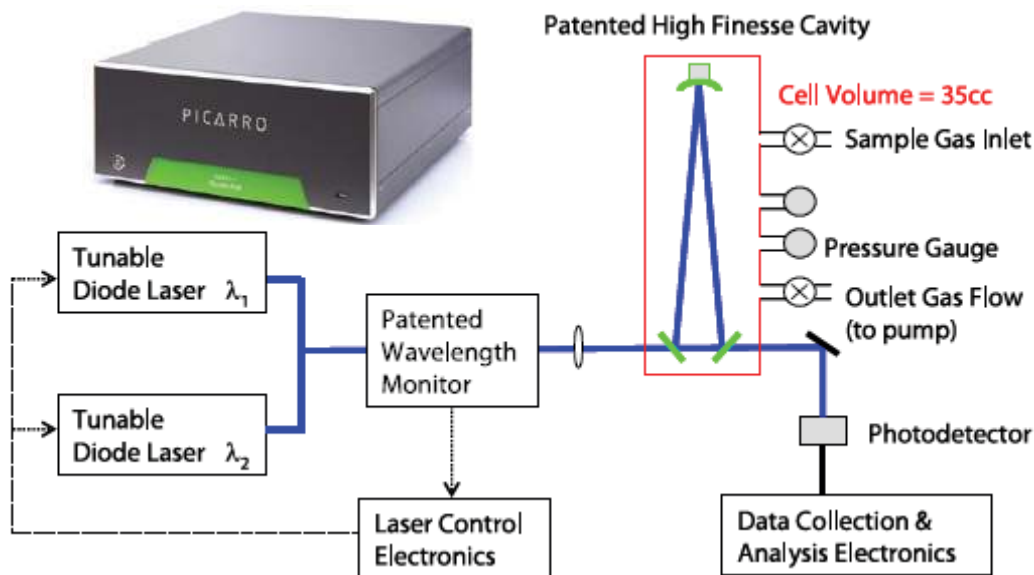 Patented High Finesse Cavity
PICARRO
Cell Volume = 35cc
Sample Gas Inlet
Pressure Gauge
Outlet Gas Flow
(to pump)
Tunable
Diode Laser λ₁
Patented
Wavelength
Monitor
Tunable
Diode Laser λ₂
Photodetector
Laser Control
Electronics
Data Collection &
Analysis Electronics